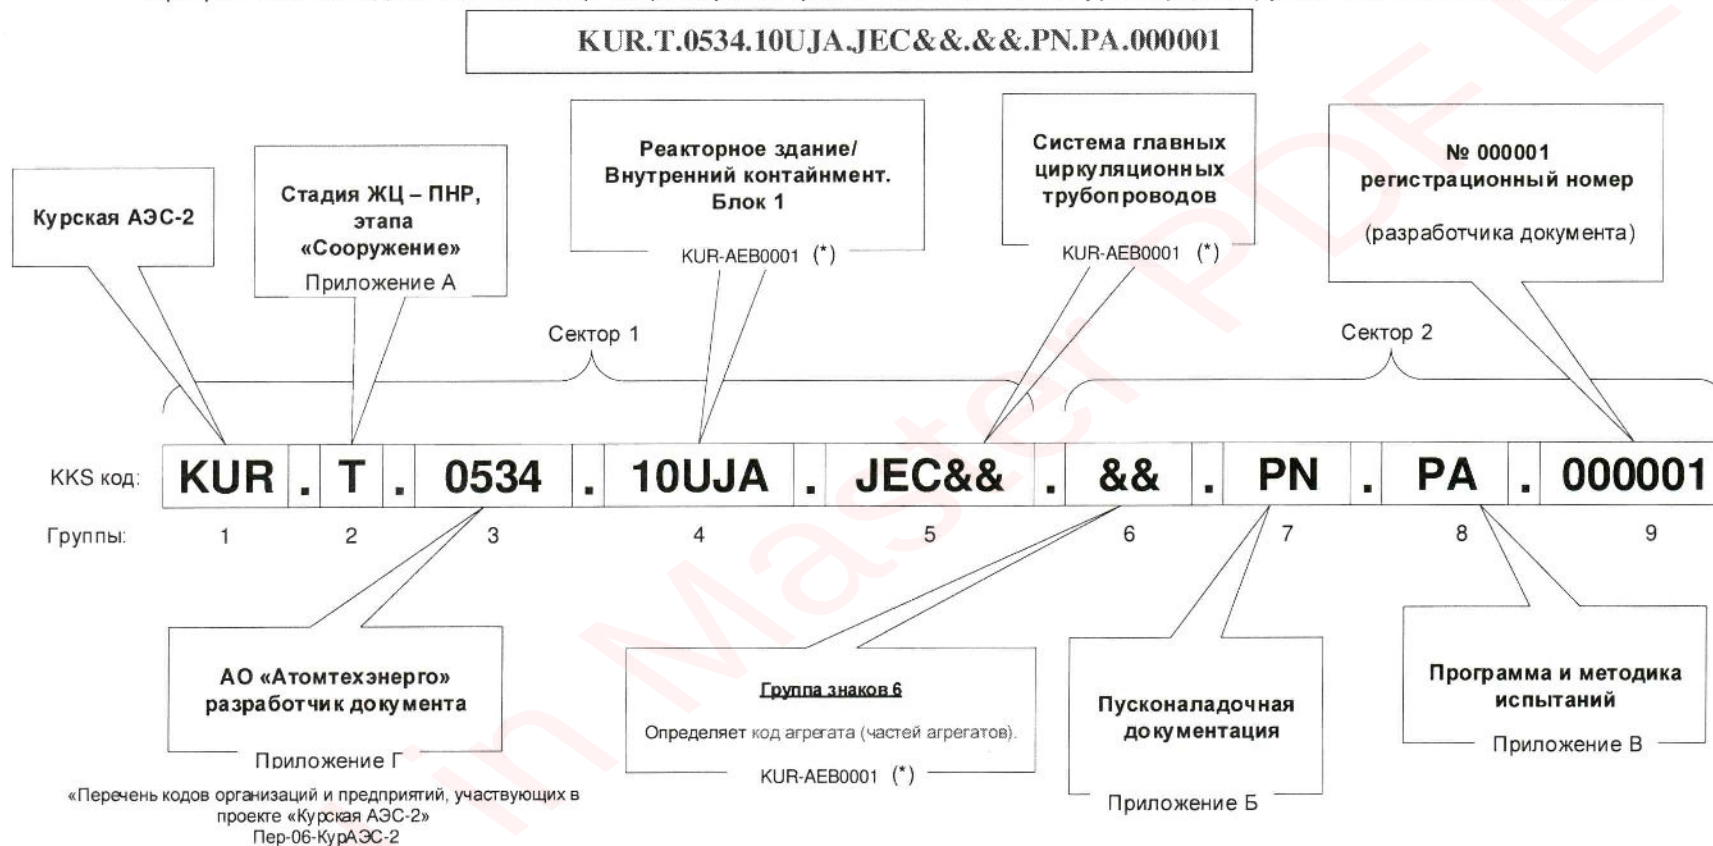 KUR.T.0534.10UJA.JEC&&.&&.PN.PA.000001
Курская АЭС-2
Стадия ЖЦ – ПНР,
этапа
«Сооружение»
Приложение А
Реакторное здание/
Внутренний контайнмент.
Блок 1
KUR-AEB0001 (*)
Система главных
циркуляционных
трубопроводов
KUR-AEB0001 (*)
№ 000001
регистрационный номер
(разработчика документа)
Сектор 1
Сектор 2
KKS код: KUR . T . 0534 . 10UJA . JEC&& . && . PN . PA . 000001
Группы: 1 2 3 4 5 6 7 8 9
АО «Атомтехэнерго»
разработчик документа
Приложение Г
«Перечень кодов организаций и предприятий, участвующих в
проекте «Курская АЭС-2»
Пер-06-КурАЭС-2
Группа знаков 6
Определяет код агрегата (частей агрегатов).
KUR-AEB0001 (*)
Пусконаладочная
документация
Приложение Б
Программа и методика
испытаний
Приложение В
in Master PDF E